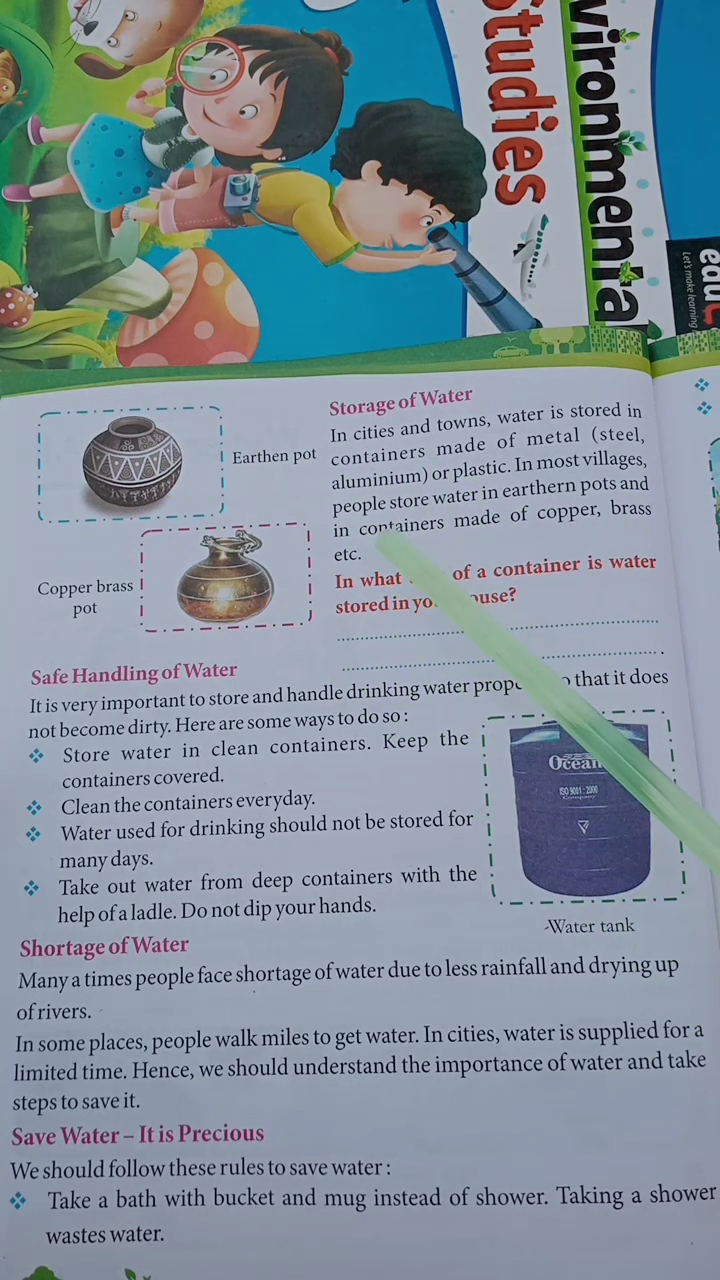 Studies
vironmenta
edu
Let's make learning
Storage of Water
In cities and towns, water is stored in
containers made of metal (steel,
aluminium) or plastic. In most villages,
people store water in earthern pots and
in containers made of copper, brass
etc.
Earthen pot
Copper brass
pot
In what of a container is water
stored in
Safe Handling of Water
It is very important to store and handle drinking water that it does
not become dirty. Here are some ways to do so :
❖ Store water in clean containers. Keep the
containers covered.
❖ Clean the containers everyday.
❖ Water used for drinking should not be stored for
many days.
❖ Take out water from deep containers with the
help of a ladle. Do not dip your hands.
Ocean
ISO 9001 : 2000
Company
-Water tank
Shortage of Water
Many a times people face shortage of water due to less rainfall and drying up
of rivers.
In some places, people walk miles to get water. In cities, water is supplied for a
limited time. Hence, we should understand the importance of water and take
steps to save it.
Save Water – It is Precious
We should follow these rules to save water :
❖ Take a bath with bucket and mug instead of shower. Taking a shower
wastes water.